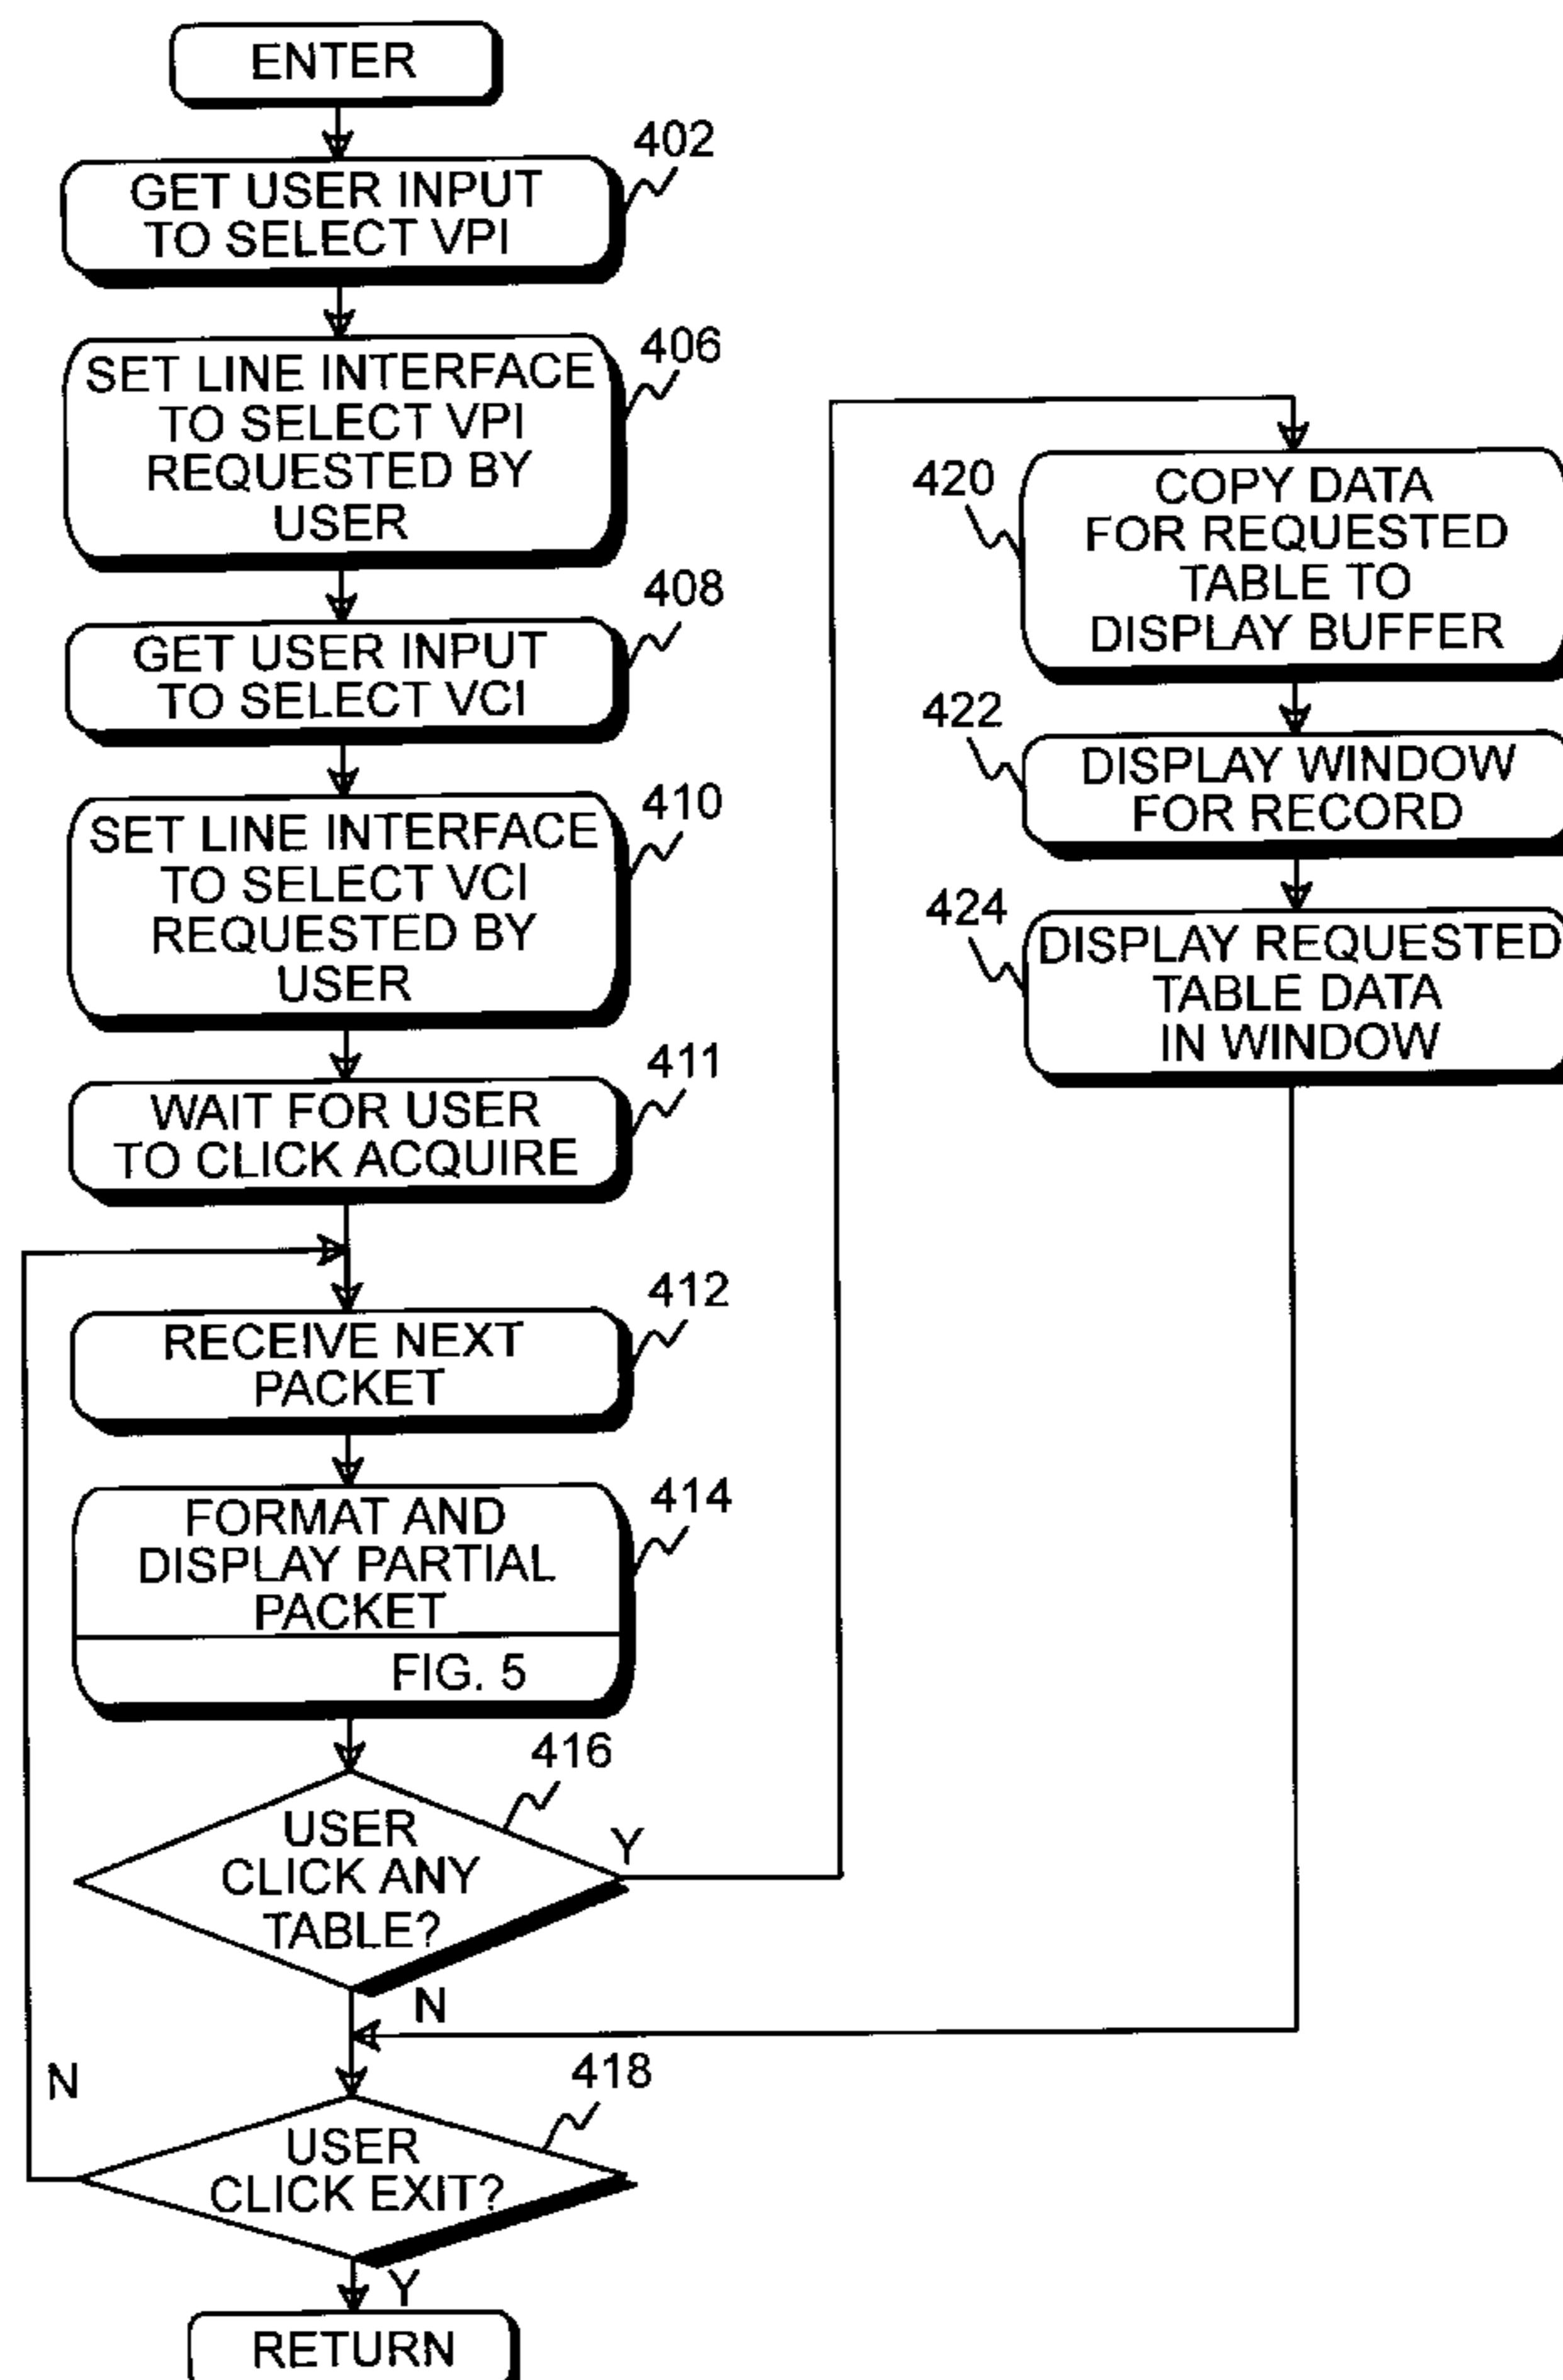 ENTER
402
GET USER INPUT
TO SELECT VPI
406
SET LINE INTERFACE
TO SELECT VPI
REQUESTED BY
USER
408
GET USER INPUT
TO SELECT VCI
410
SET LINE INTERFACE
TO SELECT VCI
REQUESTED BY
USER
411
WAIT FOR USER
TO CLICK ACQUIRE
412
RECEIVE NEXT
PACKET
414
FORMAT AND
DISPLAY PARTIAL
PACKET
FIG. 5
416
USER
CLICK ANY
TABLE?
Y
N
418
USER
CLICK EXIT?
N
Y
RETURN
420
COPY DATA
FOR REQUESTED
TABLE TO
DISPLAY BUFFER
422
DISPLAY WINDOW
FOR RECORD
424
DISPLAY REQUESTED
TABLE DATA
IN WINDOW